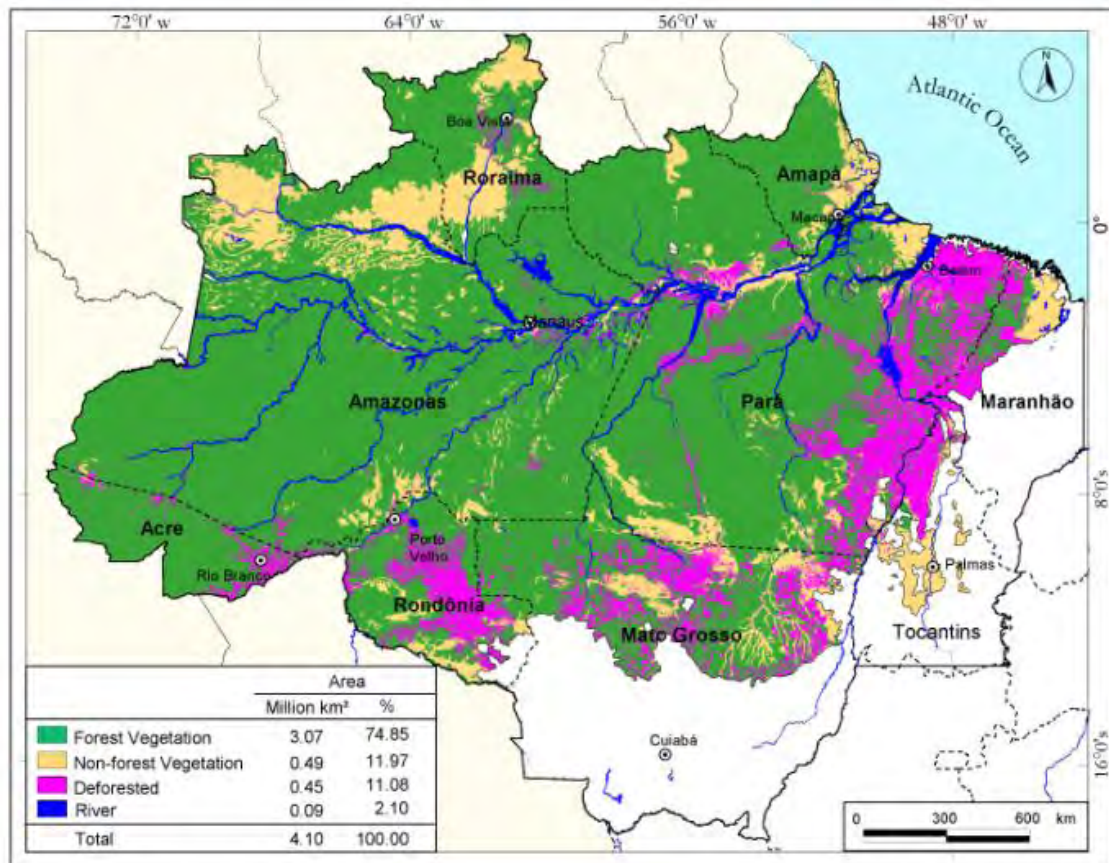 72°0' w 64°0' w 56°0' w 48°0' w
N
Atlantic Ocean
Boa Vista
Roraima
Amapá
Macapá
0°
Belém
Manaus
Amazonas
Pará
Maranhão
8°0's
Acre
Porto
Velho
Rio Branco
Palmas
Rondônia
Mato Grosso
Tocantins
Cuiabá
16°0's
Area
Million km² %
Forest Vegetation 3.07 74.85
Non-forest Vegetation 0.49 11.97
Deforested 0.45 11.08
River 0.09 2.10
Total 4.10 100.00
0 300 600
km